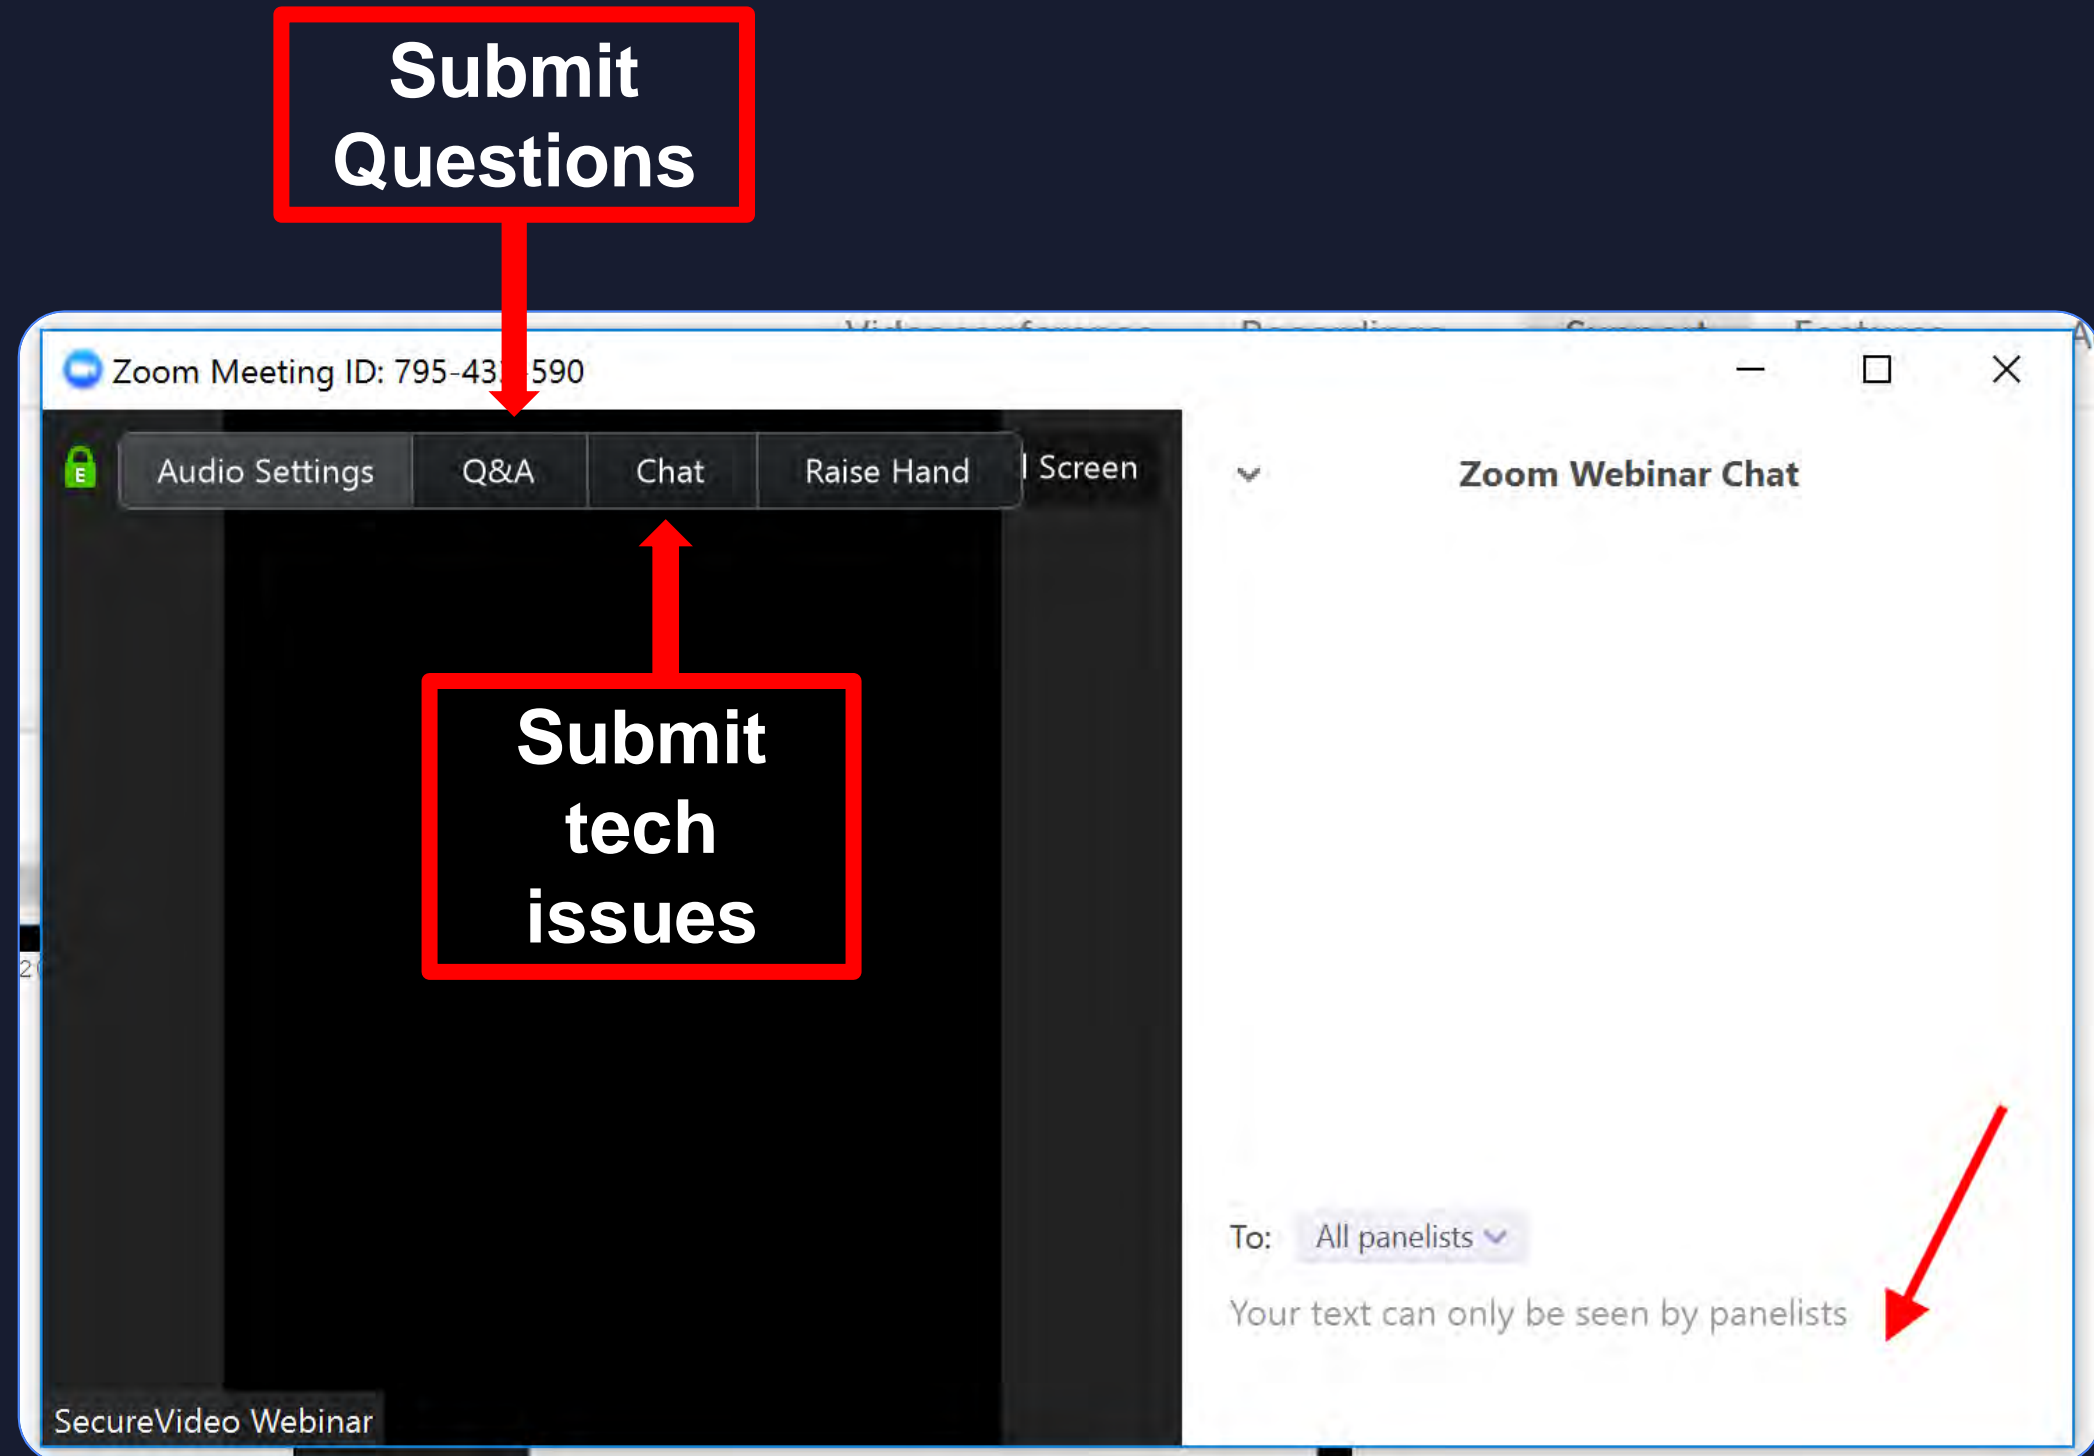 Submit
Questions
Zoom Meeting ID: 795-43 590
E
Audio Settings
Q&A
Chat
Raise Hand
Screen
Zoom Webinar Chat
Submit
tech
issues
To: All panelists
Your text can only be seen by panelists
SecureVideo Webinar